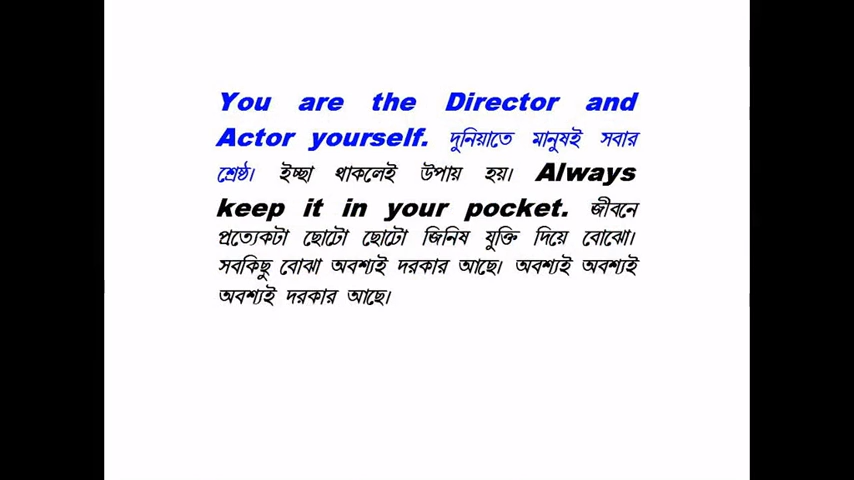 You are the Director and
Actor yourself. দুনিয়াতে মানুষই সবার
শ্রেষ্ঠ। ইচ্ছা থাকলেই উপায় হয়। Always
keep it in your pocket. জীবনে
প্রত্যেকটা ছোটো ছোটো জিনিষ যুক্তি দিয়ে বোঝো।
সবকিছু বোঝা অবশ্যই দরকার আছে। অবশ্যই অবশ্যই
অবশ্যই দরকার আছে।